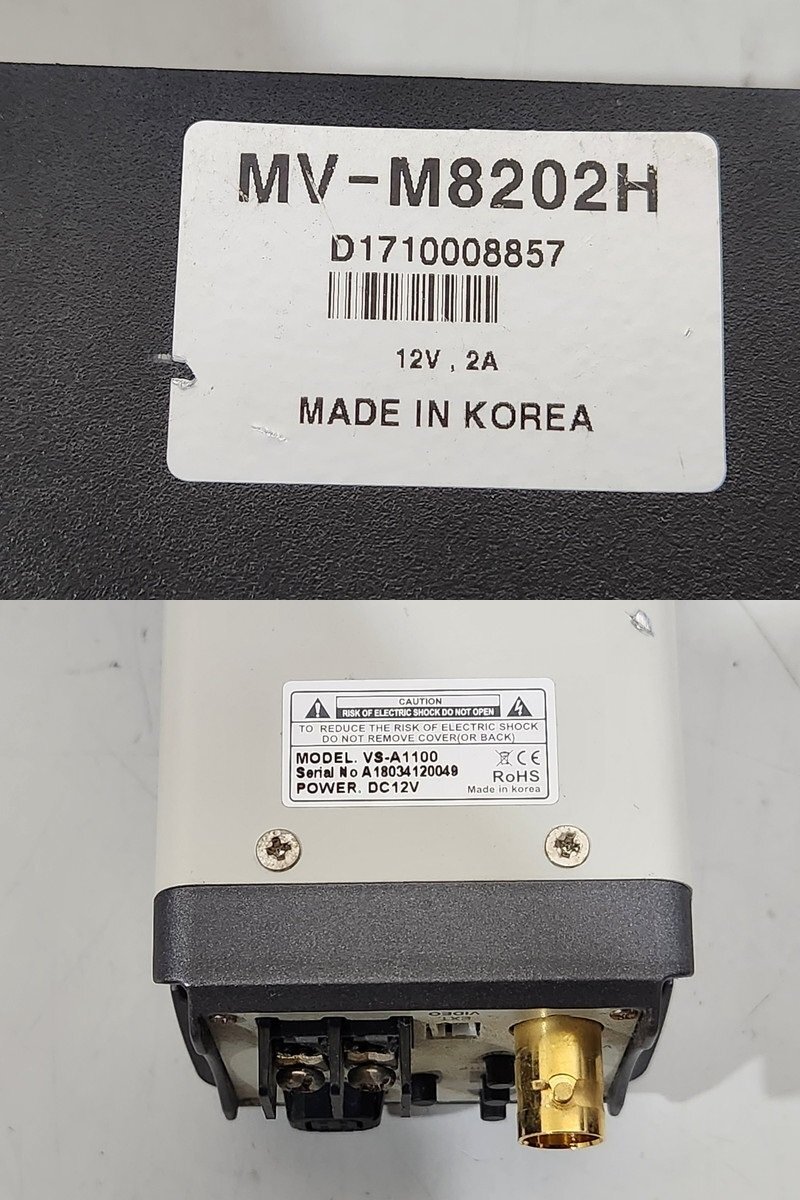 MV-M8202H
D1710008857
12V , 2A
MADE IN KOREA
CAUTION
RISK OF ELECTRIC SHOCK DO NOT OPEN
TO REDUCE THE RISK OF ELECTRIC SHOCK
DO NOT REMOVE COVER(OR BACK)
MODEL. VS-A1100
Serial No A18034120049
POWER. DC12V
CE
RoHS
Made in korea
EXT
VIDEO